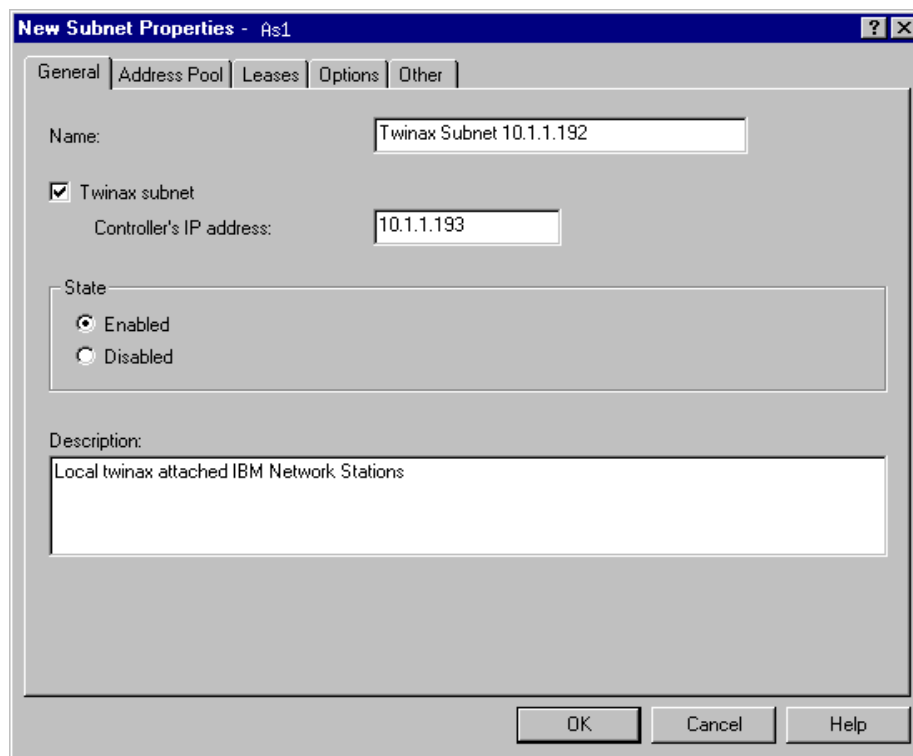 New Subnet Properties - As1
General Address Pool Leases Options Other
Name: Twinax Subnet 10.1.1.192
Twinax subnet
Controller's IP address: 10.1.1.193
State
Enabled
Disabled
Description:
Local twinax attached IBM Network Stations
OK Cancel Help